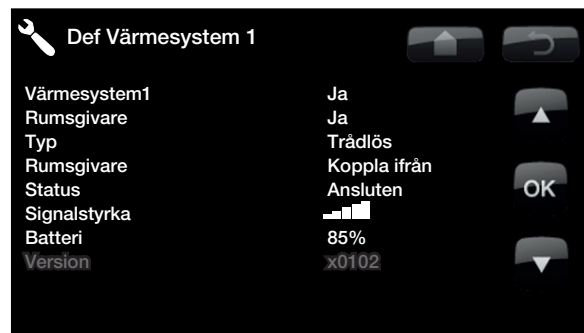 Def Värmesystem 1
Värmesystem1 Ja
Rumsgivare Ja
Typ Trådlös
Rumsgivare Koppla ifrån
Status Ansluten
OK
Signalstyrka
Batteri 85%
Version x0102